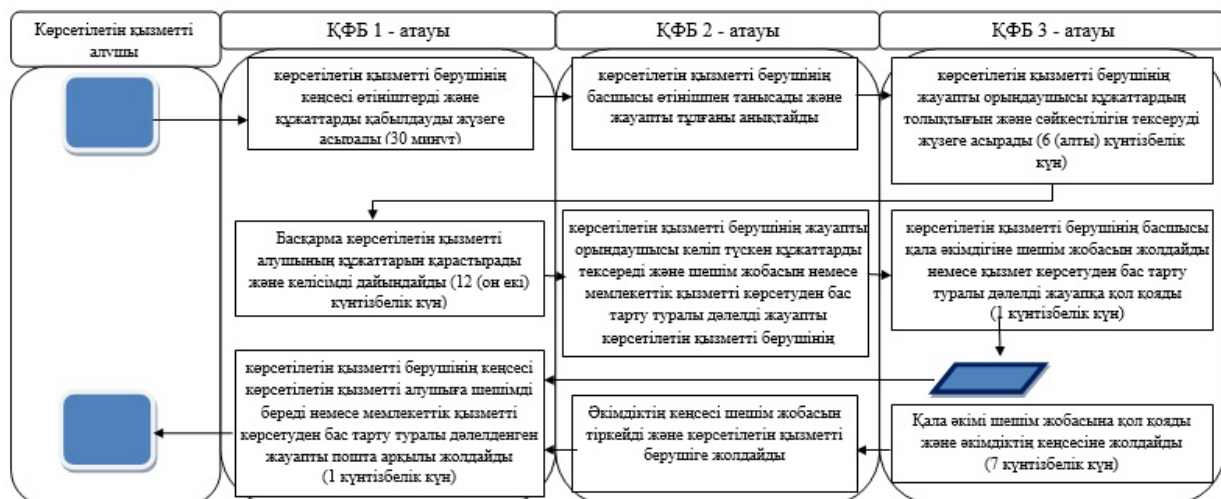 Көрсетілетін қызметті
алушы
ҚФБ 1 - атауы
ҚФБ 2 - атауы
ҚФБ 3 - атауы
көрсетілетін қызметті берушінің
кеңсесі өтініштерді және
құжаттарды қабылдауды жүзеге
асырады (30 минут)
көрсетілетін қызметті берушінің
басшысы өтінішпен танысады және
жауапты тұлғаны анықтайды
көрсетілетін қызметті берушінің
жауапты орындаушысы құжаттардың
толықтығын және сәйкестілігін тексеруді
жүзеге асырады (6 (алты) күнтізбелік
күн)
Басқарма көрсетілетін қызметті
алушының құжаттарын қарастырады
және келісімді дайындайды (12 (он екі)
күнтізбелік күн)
көрсетілетін қызметті берушінің жауапты
орындаушысы келіп түскен құжаттарды
тексереді және шешім жобасын немесе
мемлекеттік қызметті көрсетуден бас
тарту туралы дәлелді жауапты
көрсетілетін қызметті берушінің
көрсетілетін қызметті берушінің басшысы
қала әкімдігіне шешім жобасын жолдайды
немесе қызмет көрсетуден бас тарту
туралы дәлелді жауапқа қол қояды
(1 күнтізбелік күн)
көрсетілетін қызметті берушінің кеңсесі
көрсетілетін қызметті алушыға шешімді
береді немесе мемлекеттік қызметті
көрсетуден бас тарту туралы дәлелденген
жауапты пошта арқылы жолдайды
(1 күнтізбелік күн)
Әкімдіктің кеңсесі шешім жобасын
тіркейді және көрсетілетін қызметті
берушіге жолдайды
Қала әкімі шешім жобасына қол қояды
және әкімдіктің кеңсесіне жолдайды
(7 күнтізбелік күн)